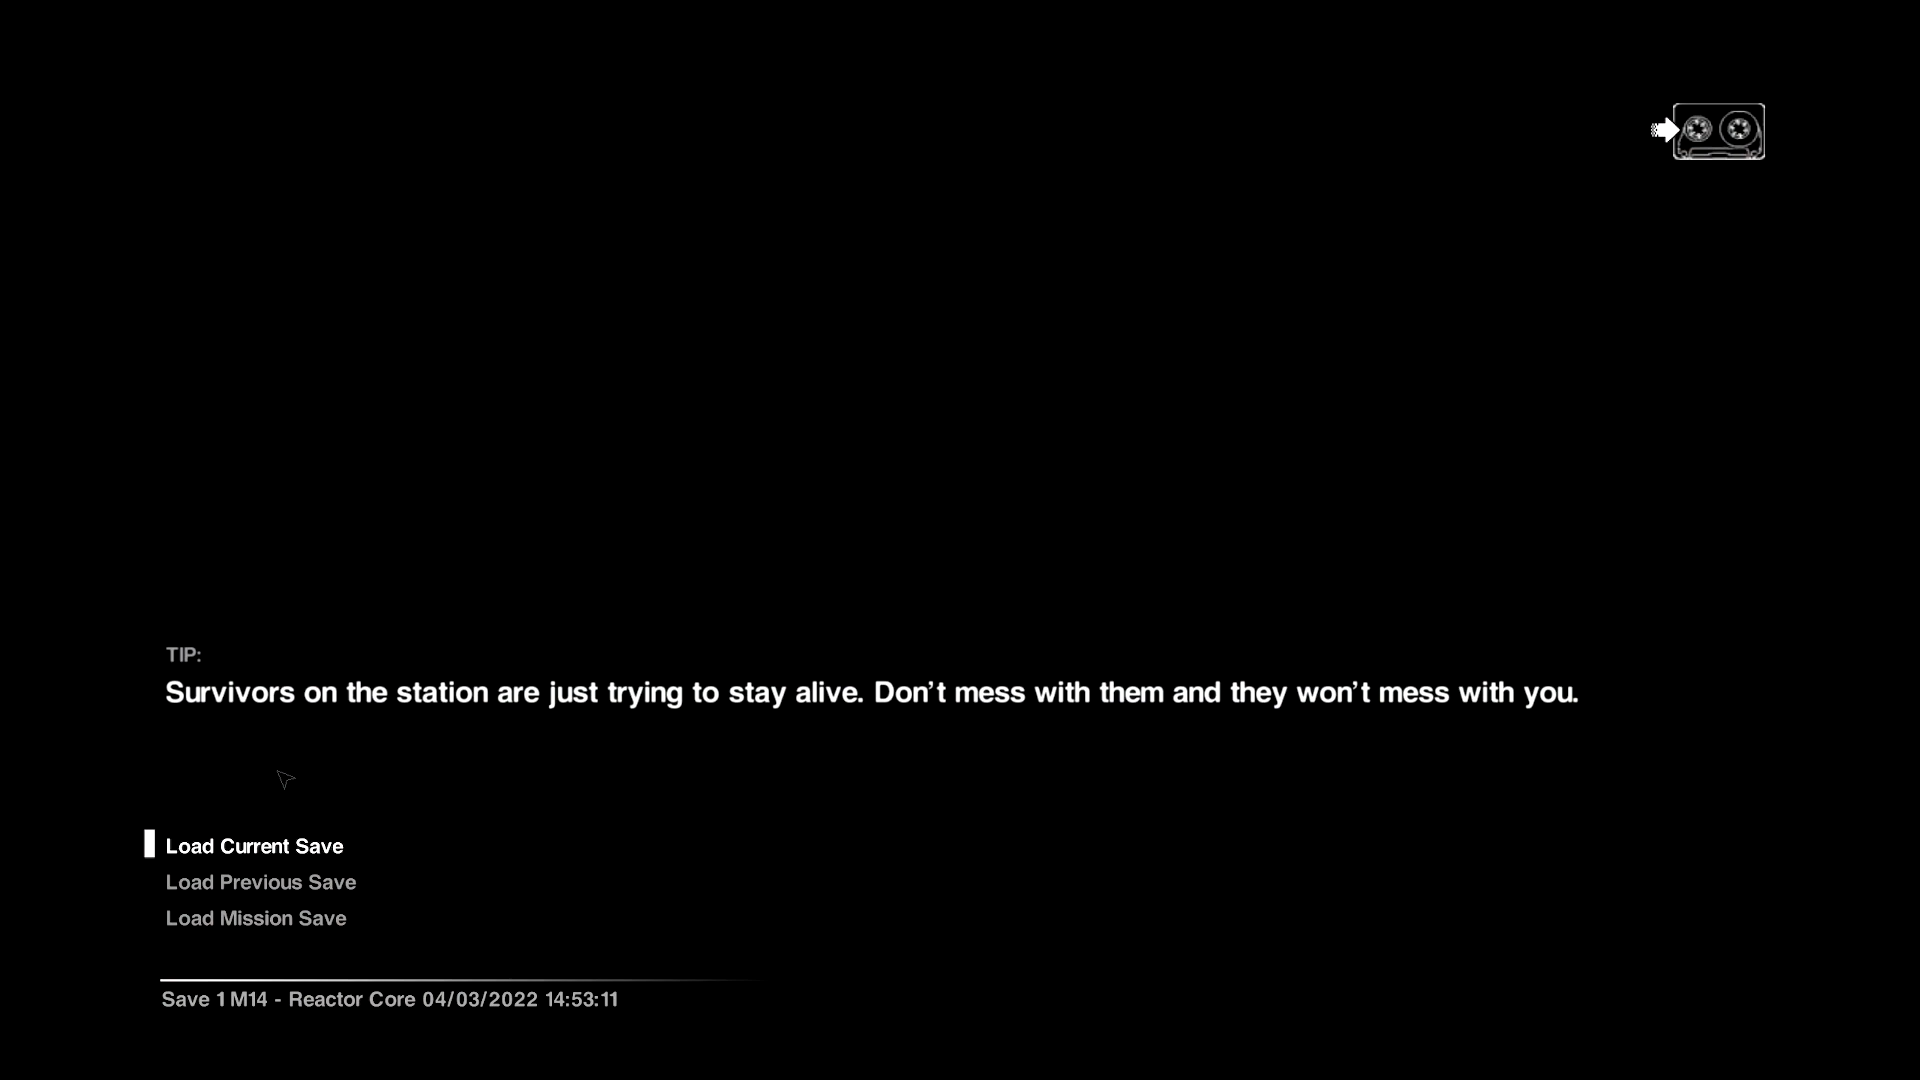 TIP:
Survivors on the station are just trying to stay alive. Don’t mess with them and they won’t mess with you.
Load Current Save
Load Previous Save
Load Mission Save
Save 1 M14 - Reactor Core 04/03/2022 14:53:11